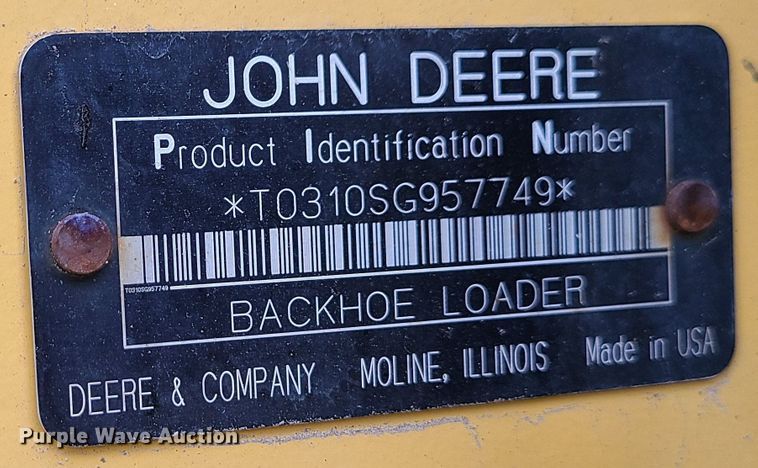 JOHN DEERE
Product Identification Number
*T0310SG957749*
T0310SG957749
BACKHOE LOADER
DEERE & COMPANY MOLINE, ILLINOIS Made in USA
Purple Wave Auction